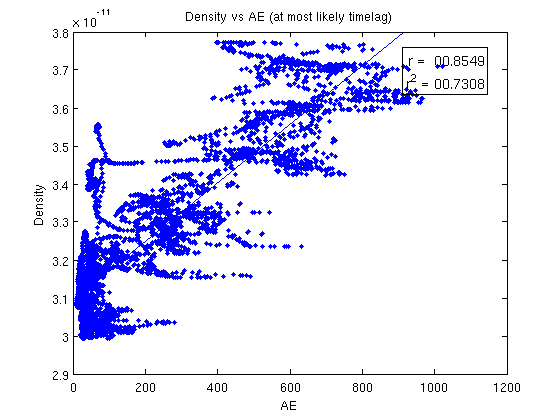 Density vs AE (at most likely timelag)
x 10^-11
3.8
3.7
3.6
3.5
3.4
3.3
3.2
3.1
3
2.9
Density
r = 00.8549
r^2 = 00.7308
0 200 400 600 800 1000 1200
AE